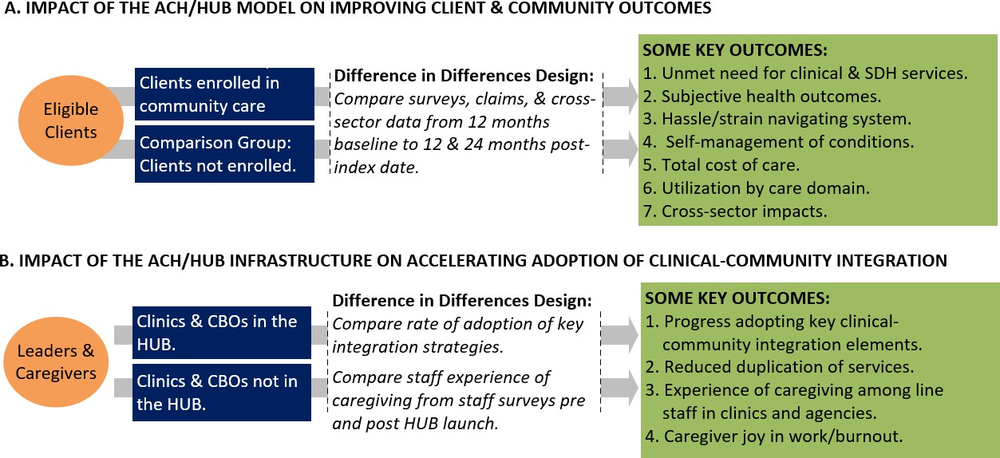 A. IMPACT OF THE ACH/HUB MODEL ON IMPROVING CLIENT & COMMUNITY OUTCOMES
Eligible
Clients
Clients enrolled in
community care
Comparison Group:
Clients not enrolled.
Difference in Differences Design:
Compare surveys, claims, & cross-
sector data from 12 months
baseline to 12 & 24 months post-
index date.
SOME KEY OUTCOMES:
1. Unmet need for clinical & SDH services.
2. Subjective health outcomes.
3. Hassle/strain navigating system.
4. Self-management of conditions.
5. Total cost of care.
6. Utilization by care domain.
7. Cross-sector impacts.
B. IMPACT OF THE ACH/HUB INFRASTRUCTURE ON ACCELERATING ADOPTION OF CLINICAL-COMMUNITY INTEGRATION
Leaders &
Caregivers
Clinics & CBOs in the
HUB.
Clinics & CBOs not in
the HUB.
Difference in Differences Design:
Compare rate of adoption of key
integration strategies.
Compare staff experience of
caregiving from staff surveys pre
and post HUB launch.
SOME KEY OUTCOMES:
1. Progress adopting key clinical-
community integration elements.
2. Reduced duplication of services.
3. Experience of caregiving among line
staff in clinics and agencies.
4. Caregiver joy in work/burnout.